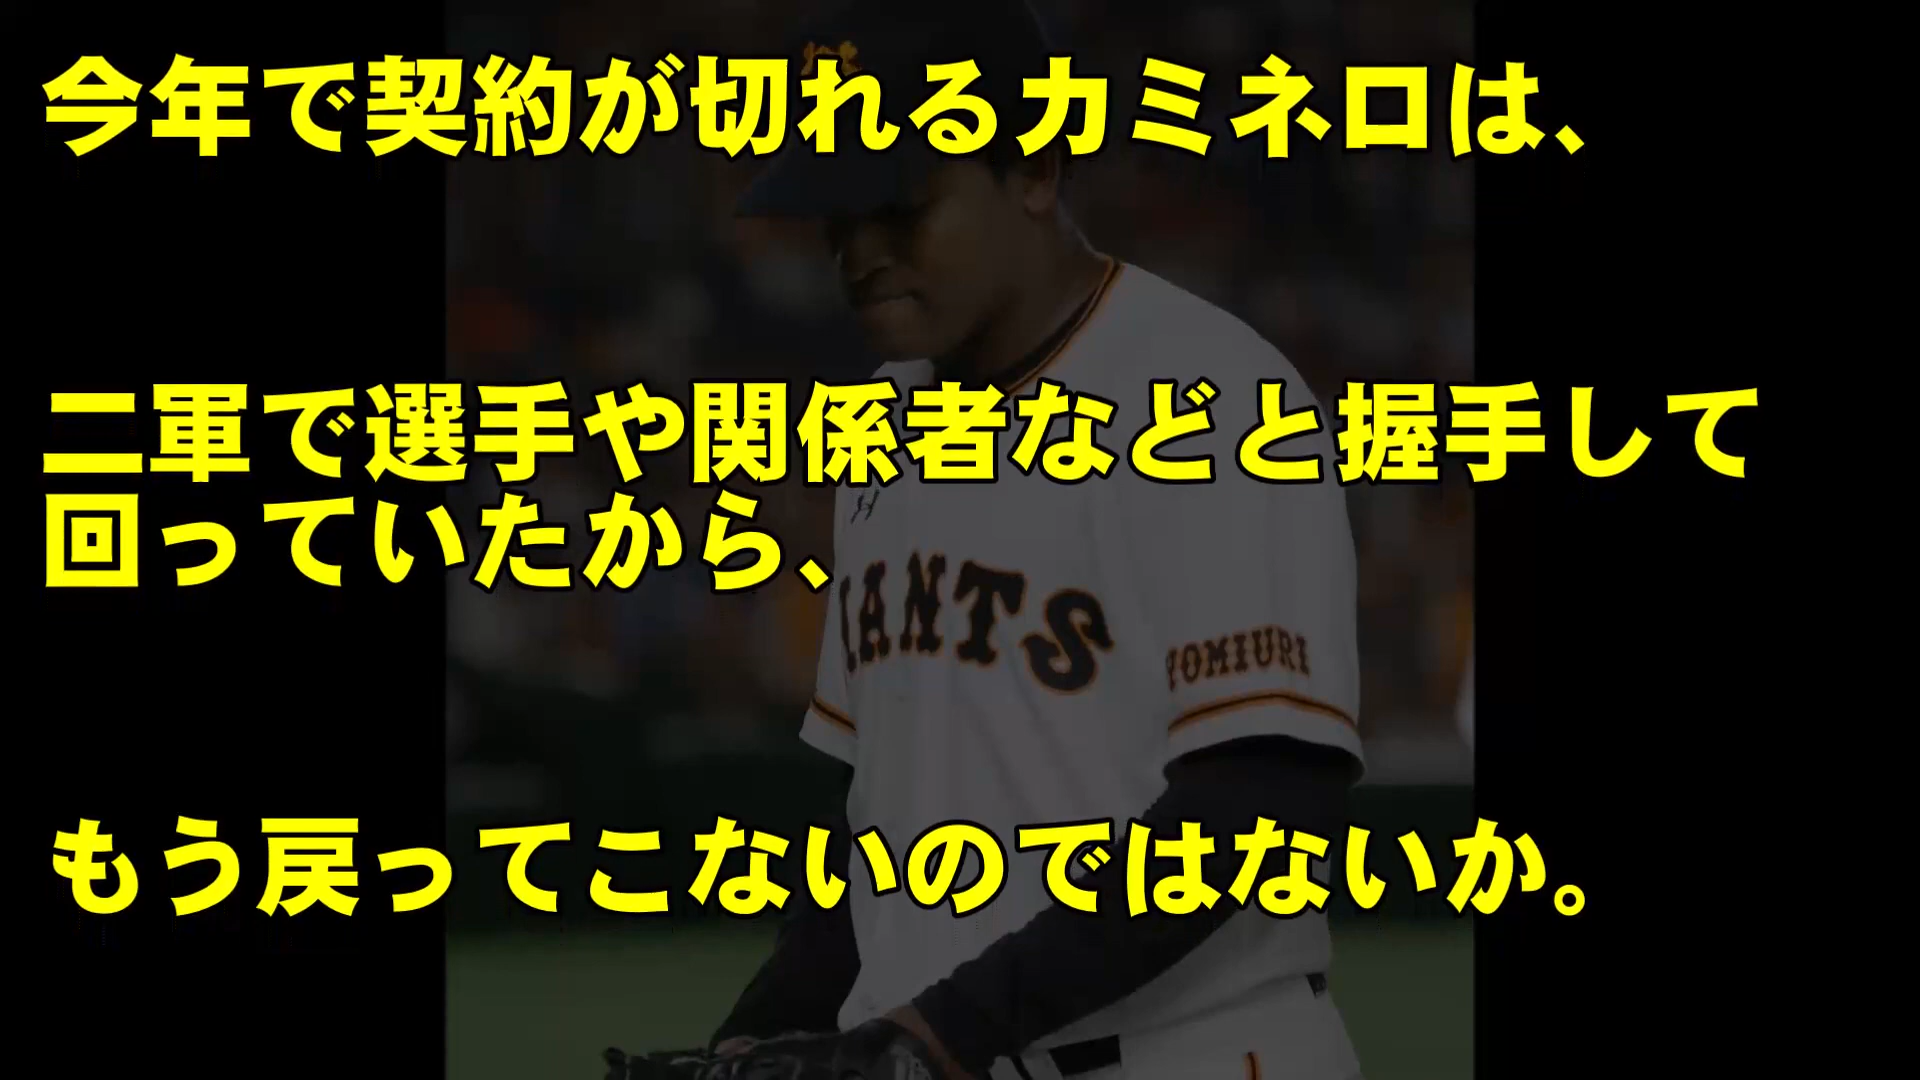 今年で契約が切れるカミネロは、
二軍で選手や関係者などと握手して
回っていたから、
もう戻ってこないのではないか。
IANTS
YOMIURI